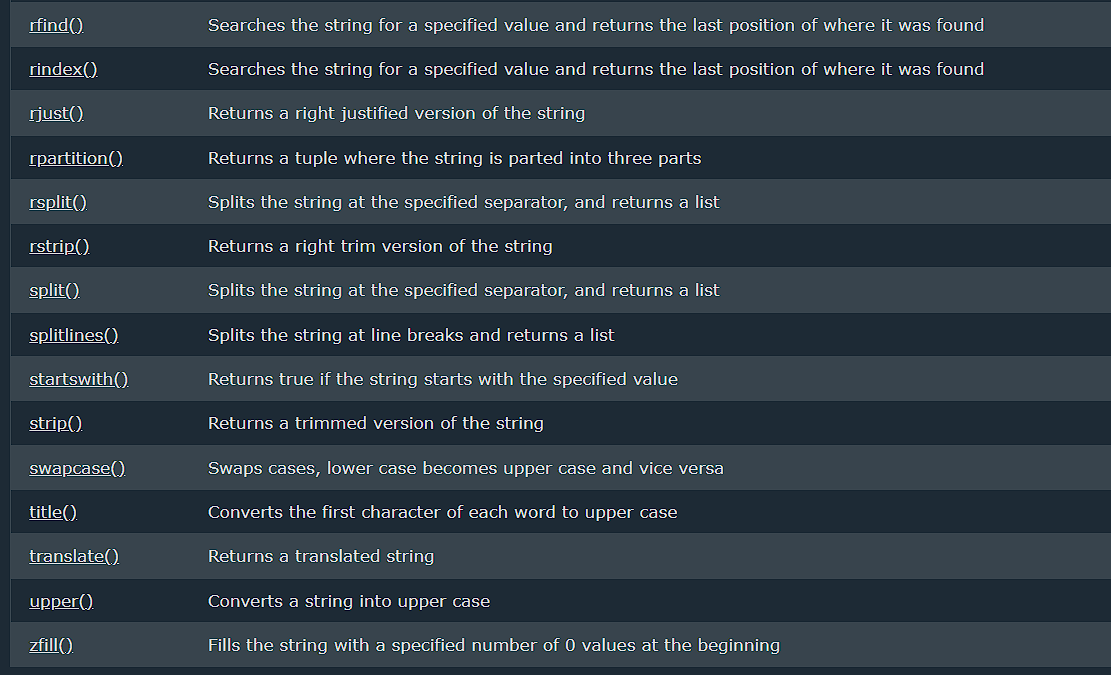 rfind() Searches the string for a specified value and returns the last position of where it was found
rindex() Searches the string for a specified value and returns the last position of where it was found
rjust() Returns a right justified version of the string
rpartition() Returns a tuple where the string is parted into three parts
rsplit() Splits the string at the specified separator, and returns a list
rstrip() Returns a right trim version of the string
split() Splits the string at the specified separator, and returns a list
splitlines() Splits the string at line breaks and returns a list
startswith() Returns true if the string starts with the specified value
strip() Returns a trimmed version of the string
swapcase() Swaps cases, lower case becomes upper case and vice versa
title() Converts the first character of each word to upper case
translate() Returns a translated string
upper() Converts a string into upper case
zfill() Fills the string with a specified number of 0 values at the beginning